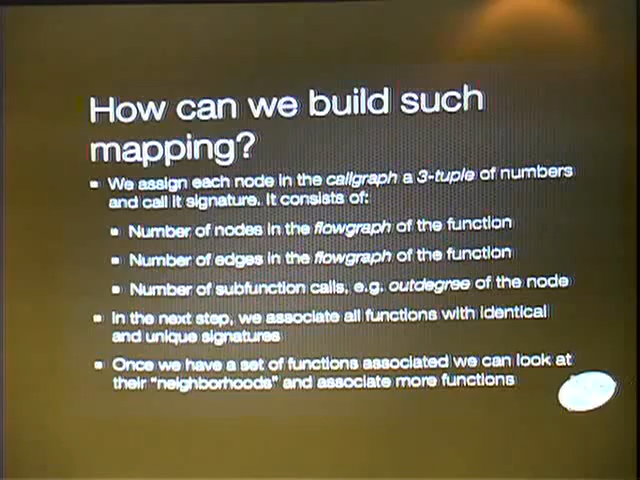 How can we build such
mapping?
We assign each node in the callgraph a 3-tuple of numbers
and call it signature. It consists of:
Number of nodes in the flowgraph of the function
Number of edges in the flowgraph of the function
Number of subfunction calls, e.g. outdegree of the node
In the next step, we associate all functions with identical
and unique signatures
Once we have a set of functions associated we can look at
their "neighborhoods" and associate more functions